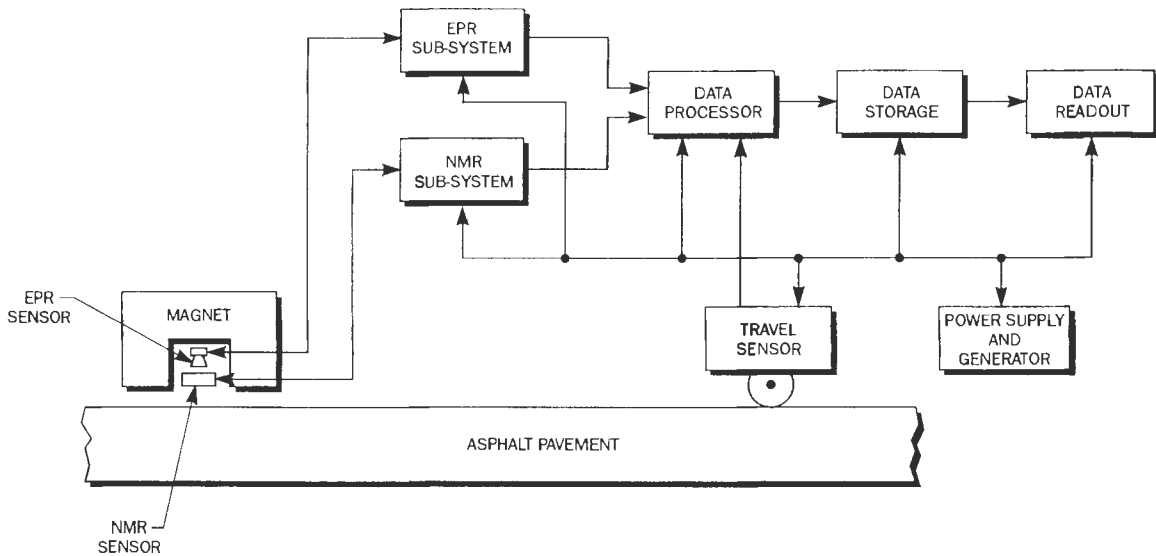 EPR
SUB-SYSTEM
DATA
PROCESSOR
DATA
STORAGE
DATA
READOUT
NMR
SUB-SYSTEM
EPR
SENSOR
MAGNET
TRAVEL
SENSOR
POWER SUPPLY
AND
GENERATOR
ASPHALT PAVEMENT
NMR
SENSOR